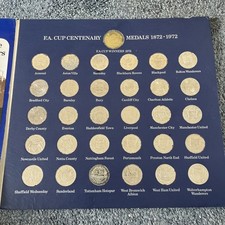 F.A. CUP CENTENARY MEDALS 1872-1972
F.A. CUP WINNERS
Arsenal Aston Villa Barnsley Blackburn Rovers Blackpool Bolton Wanderers
Bradford City Burnley Bury Cardiff City Charlton Athletic Chelsea
Derby County Everton Huddersfield Town Liverpool Manchester City Manchester United
Newcastle United Notts County Nottingham Forest Portsmouth Preston North End Sheffield United
Sheffield Wednesday Sunderland Tottenham Hotspur West Bromwich Albion West Ham United Wolverhampton Wanderers